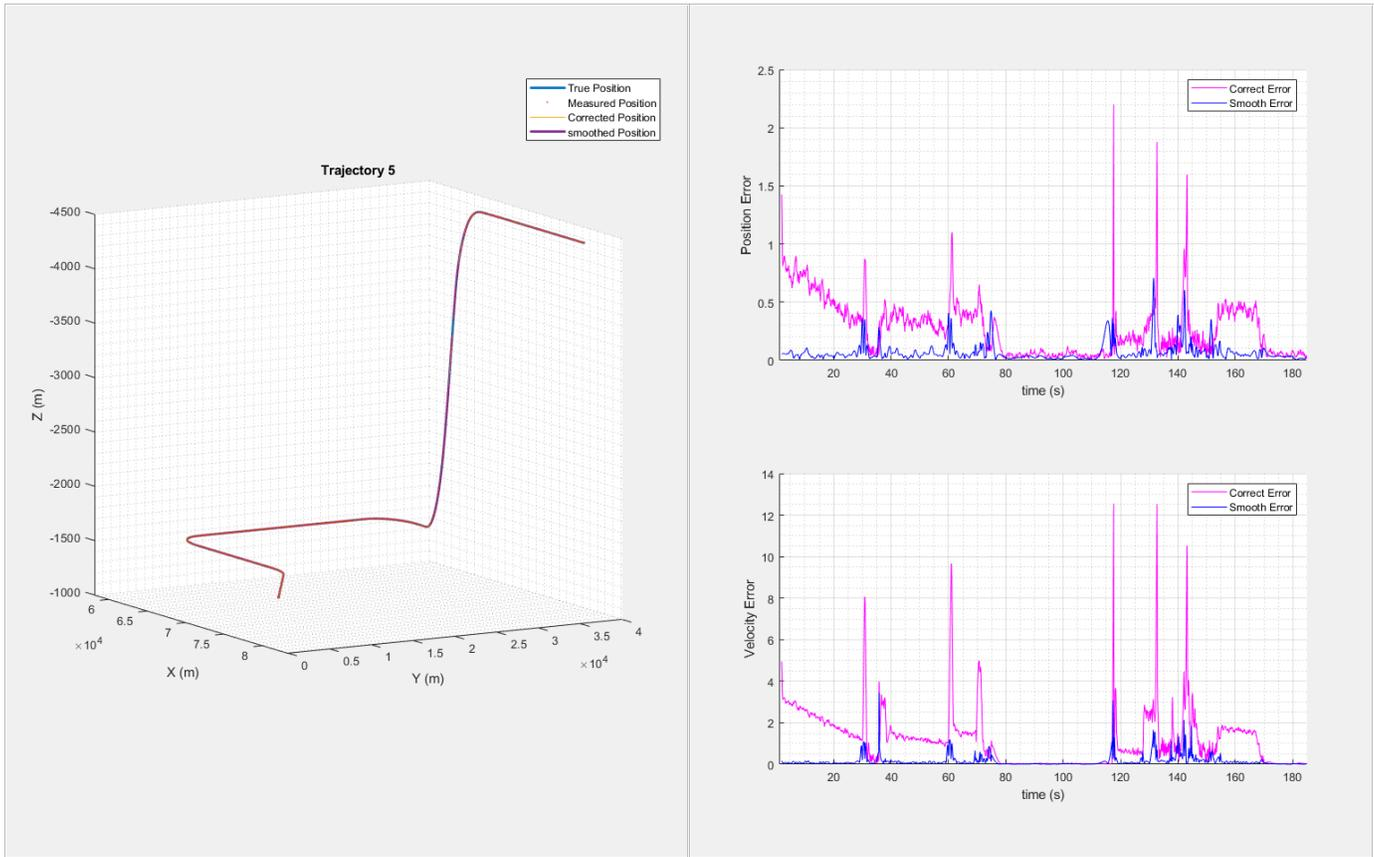 True Position
Measured Position
Corrected Position
smoothed Position
Trajectory 5
-4500
-4000
-3500
-3000
-2500
-2000
-1500
-1000
Z (m)
6
6.5
7
7.5
8
×10⁴
X (m)
0
0.5
1
1.5
2
2.5
3
3.5
4
×10⁴
Y (m)
2.5
2
1.5
1
0.5
0
Position Error
Correct Error
Smooth Error
20 40 60 80 100 120 140 160 180
time (s)
14
12
10
8
6
4
2
0
Velocity Error
Correct Error
Smooth Error
20 40 60 80 100 120 140 160 180
time (s)